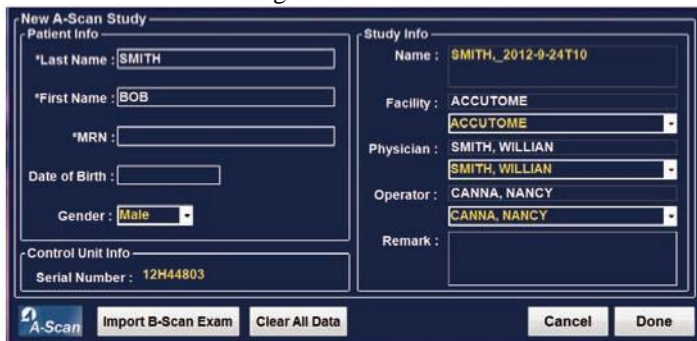 New A-Scan Study
Patient Info
*Last Name : SMITH
*First Name : BOB
*MRN :
Date of Birth :
Gender : Male
Control Unit Info
Serial Number : 12H44803
Study Info
Name : SMITH,_2012-9-24T10
Facility : ACCUTOME
ACCUTOME
Physician : SMITH, WILLIAN
SMITH, WILLIAN
Operator : CANNA, NANCY
CANNA, NANCY
Remark :
A-Scan
Import B-Scan Exam
Clear All Data
Cancel
Done